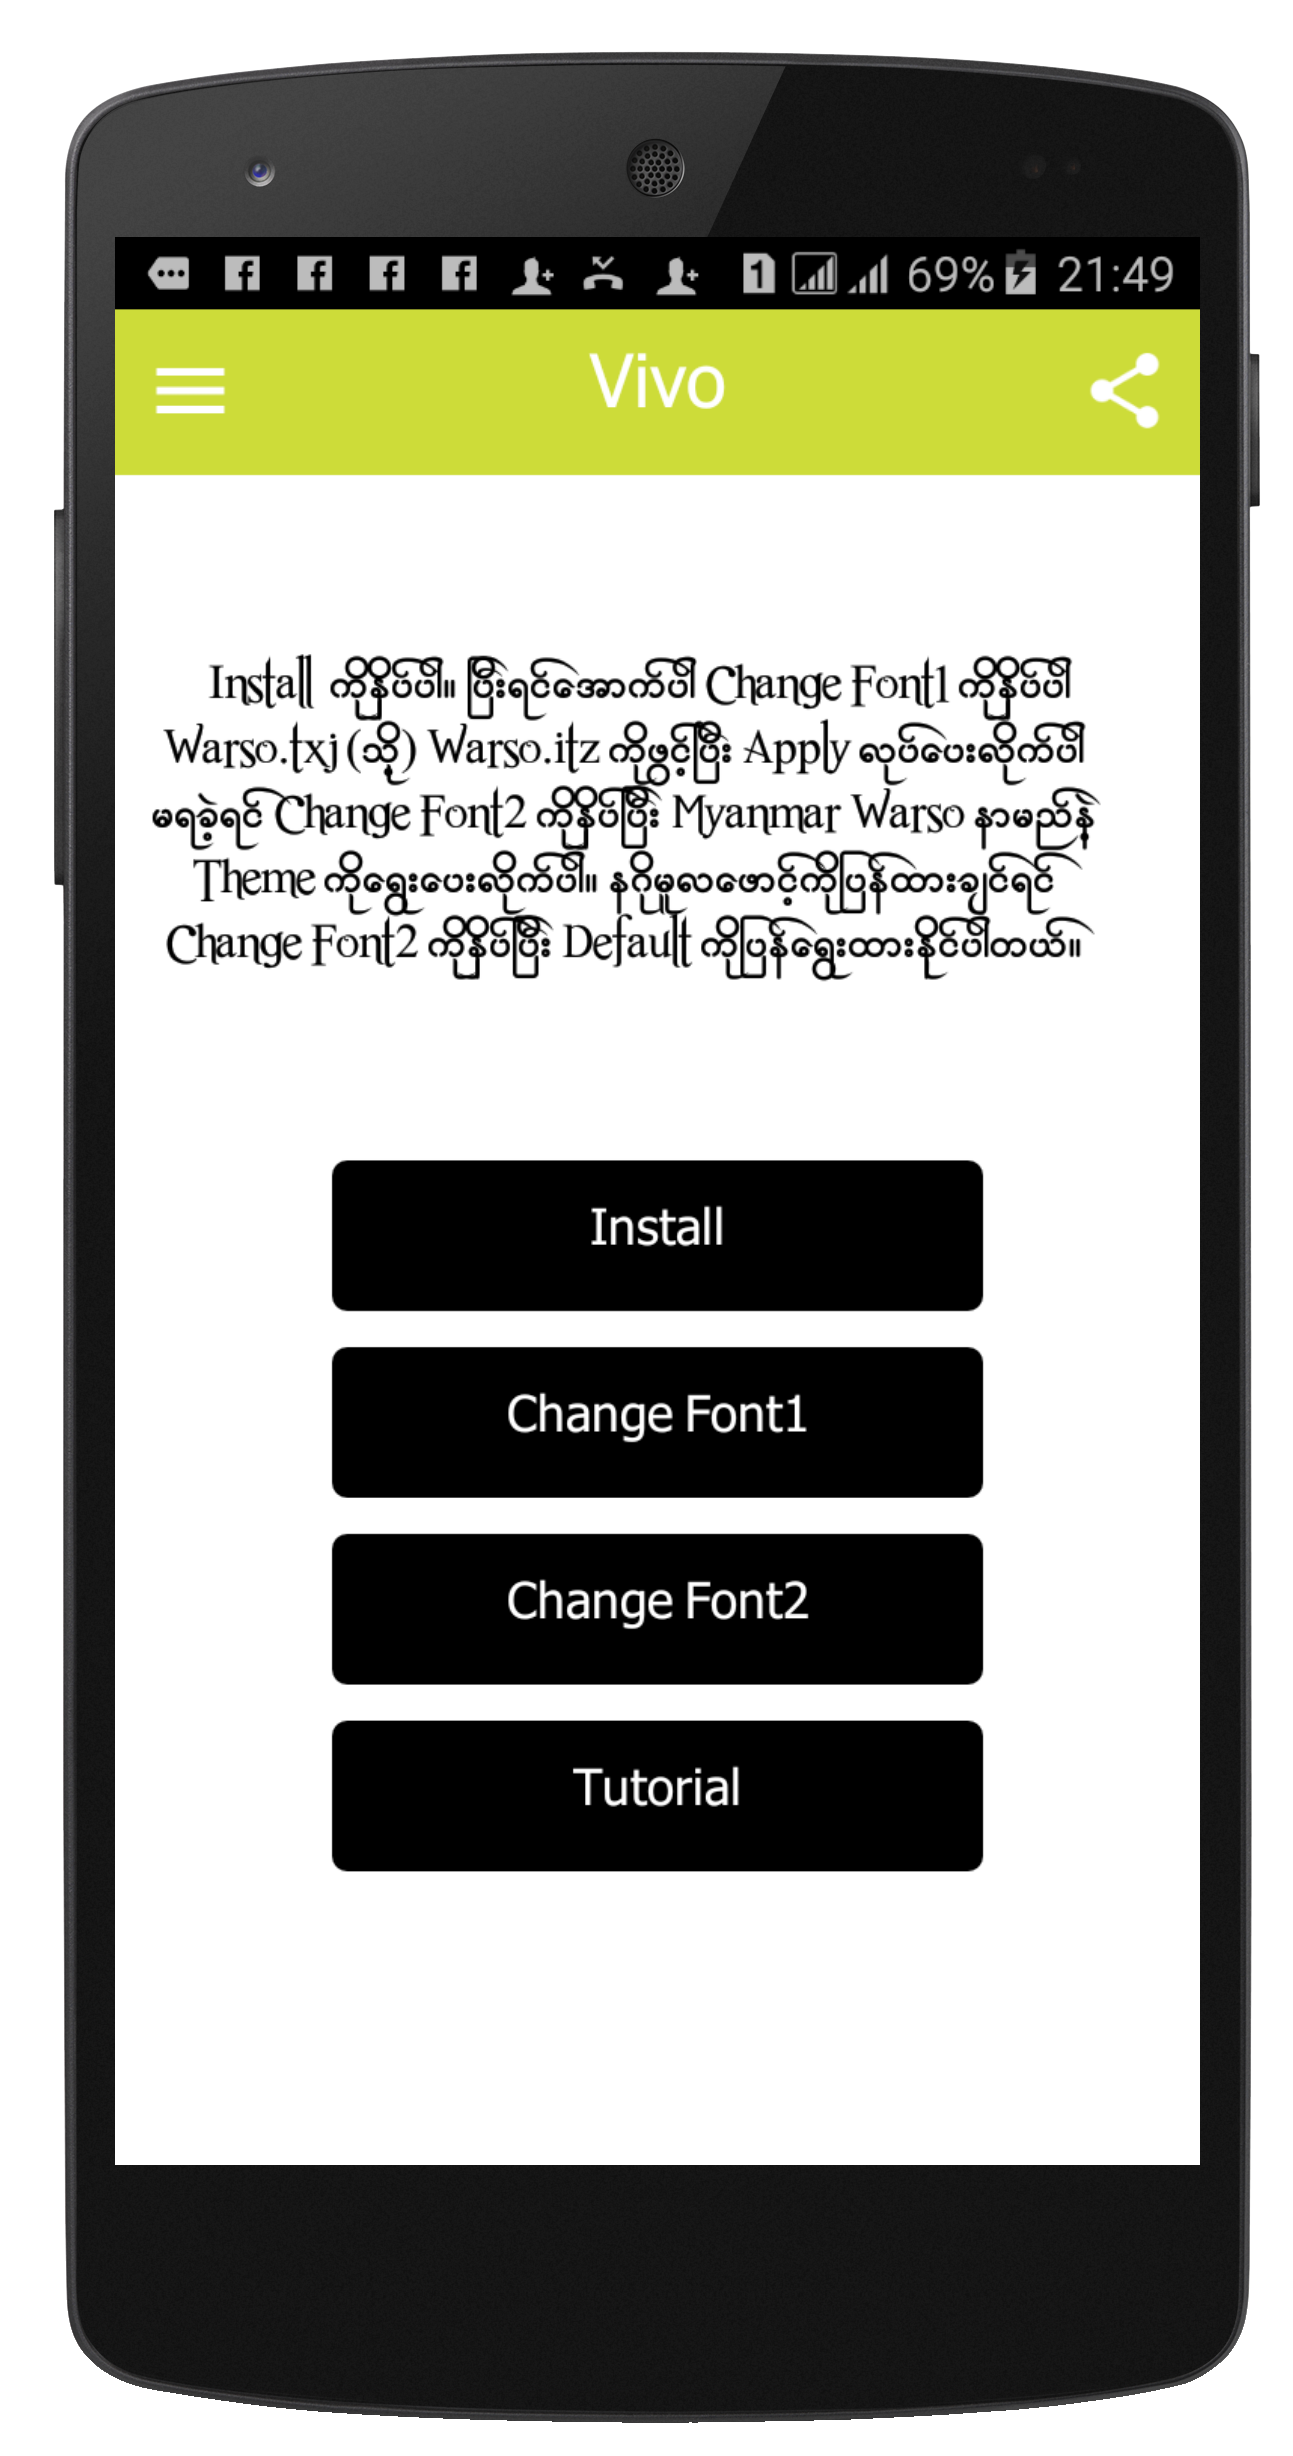 69% 21:49
Vivo
Install ကိုနှိပ်ပါ။ ပြီးရင်အောက်ပါ Change Font1 ကိုနှိပ်ပါ
Warso.txj (သို့) Warso.itz ကိုဖွင့်ပြီး Apply လုပ်ပေးလိုက်ပါ
မရခဲ့ရင် Change Font2 ကိုနှိပ်ပြီး Myanmar Warso နာမည်နဲ့
Theme ကိုရွေးပေးလိုက်ပါ။ နဂိုမူလဖောင့်ကိုပြန်ထားချင်ရင်
Change Font2 ကိုနှိပ်ပြီး Default ကိုပြန်ရွေးထားနိုင်ပါတယ်။
Install
Change Font1
Change Font2
Tutorial